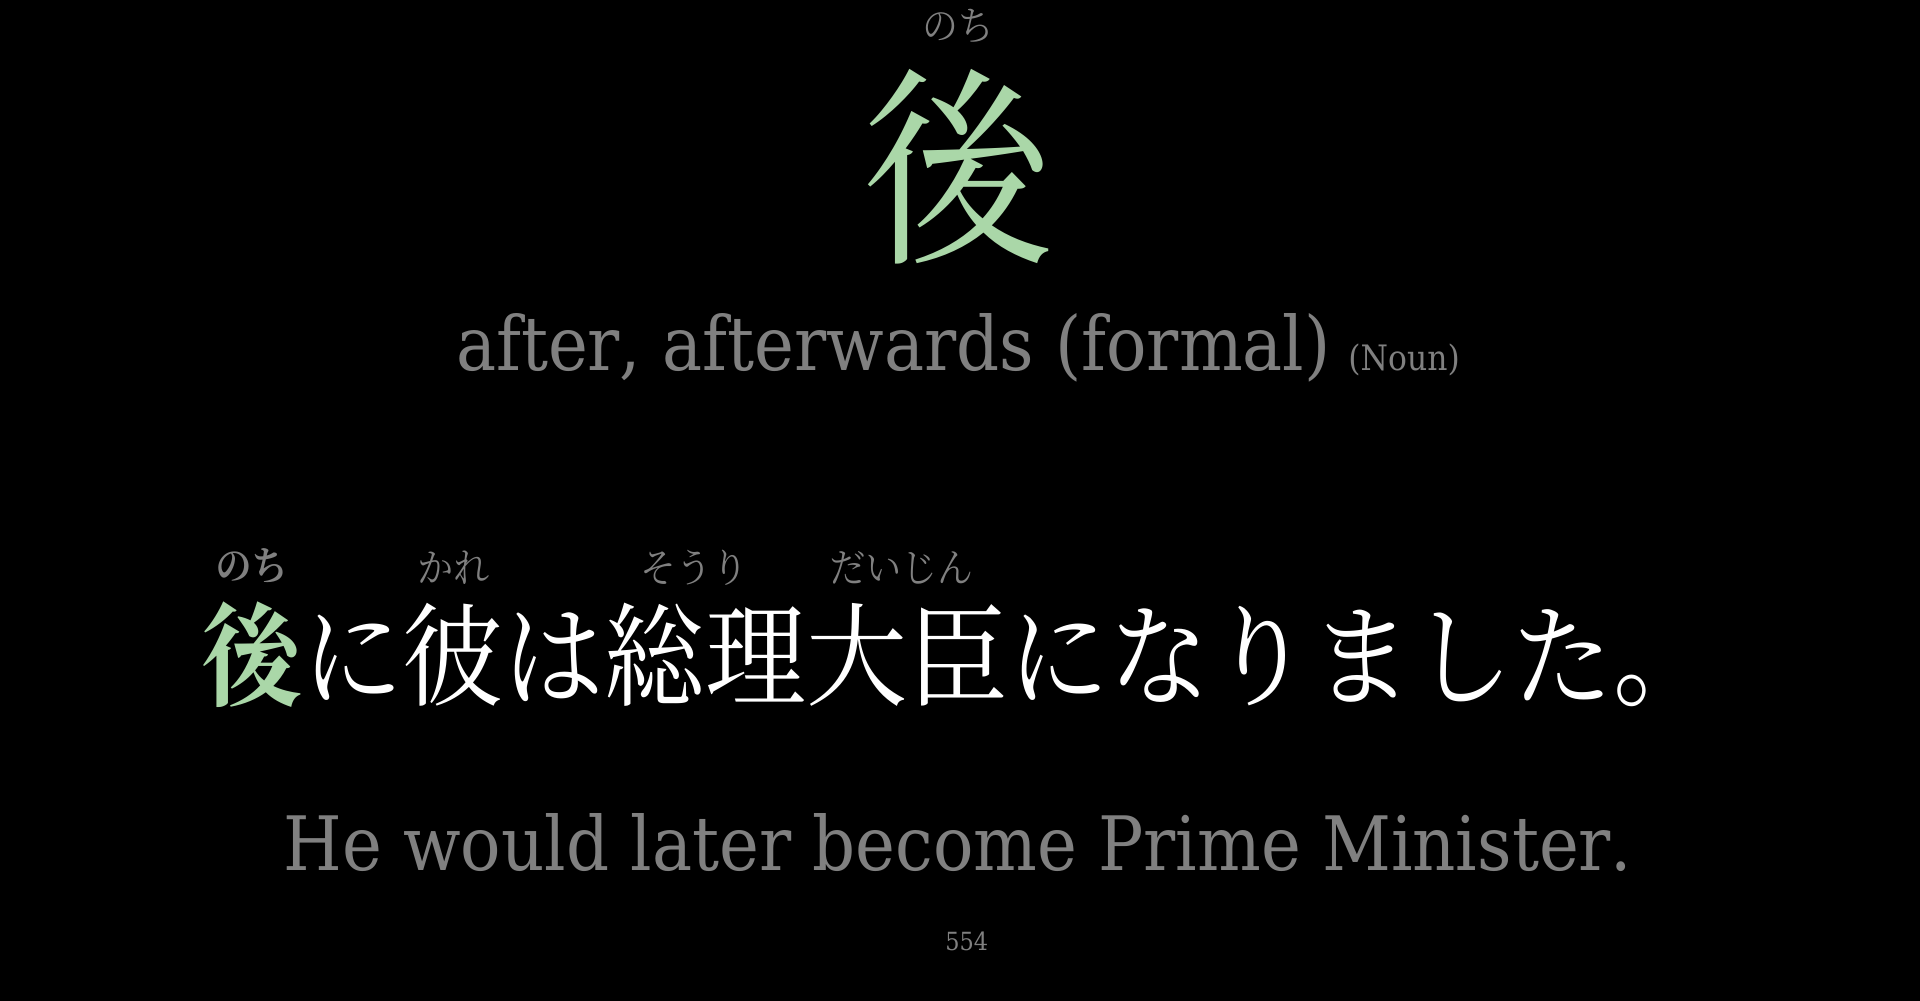 のち
後
after, afterwards (formal) (Noun)
のち かれ そうり だいじん
後に彼は総理大臣になりました。
He would later become Prime Minister.
554